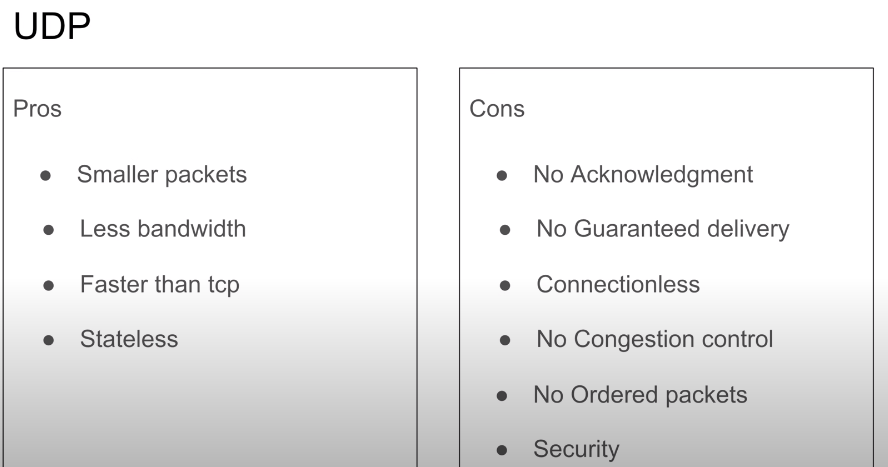 UDP
Pros
● Smaller packets
● Less bandwidth
● Faster than tcp
● Stateless
Cons
● No Acknowledgment
● No Guaranteed delivery
● Connectionless
● No Congestion control
● No Ordered packets
● Security